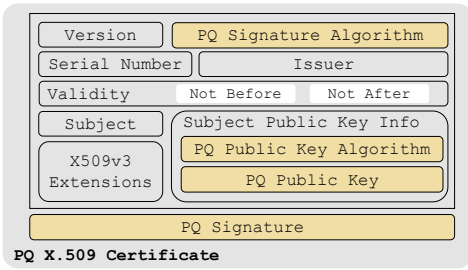 Version PQ Signature Algorithm
Serial Number Issuer
Validity Not Before Not After
Subject Subject Public Key Info
X509v3
Extensions
PQ Public Key Algorithm
PQ Public Key
PQ Signature
PQ X.509 Certificate